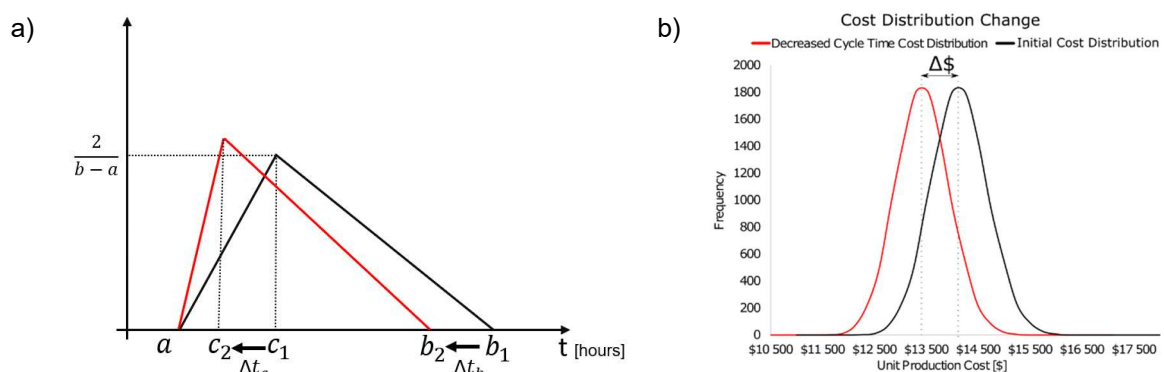 a)
2
b − a
a c₂ c₁ b₂ b₁ t [hours]
Δt Δt
b)
Cost Distribution Change
Decreased Cycle Time Cost Distribution Initial Cost Distribution
Δ$
2000
1800
1600
1400
1200
1000
800
600
400
200
0
Frequency
$10 500 $11 500 $12 500 $13 500 $14 500 $15 500 $16 500 $17 500
Unit Production Cost [$]